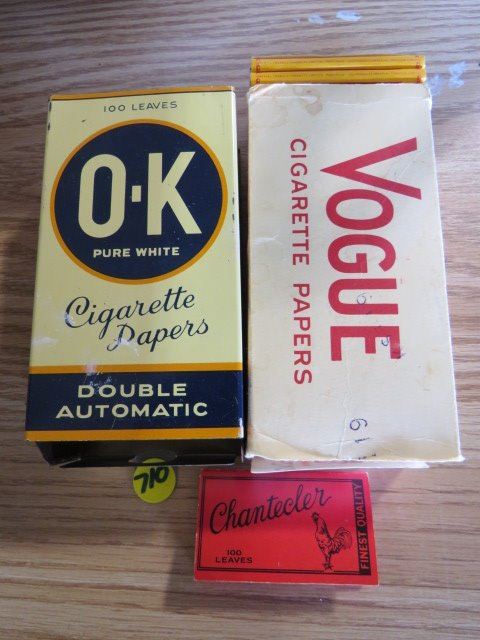 100 LEAVES
O·K
PURE WHITE
Cigarette
Papers
DOUBLE
AUTOMATIC
VOGUE
CIGARETTE PAPERS
710
Chantecler
100
LEAVES
FINEST QUALITY